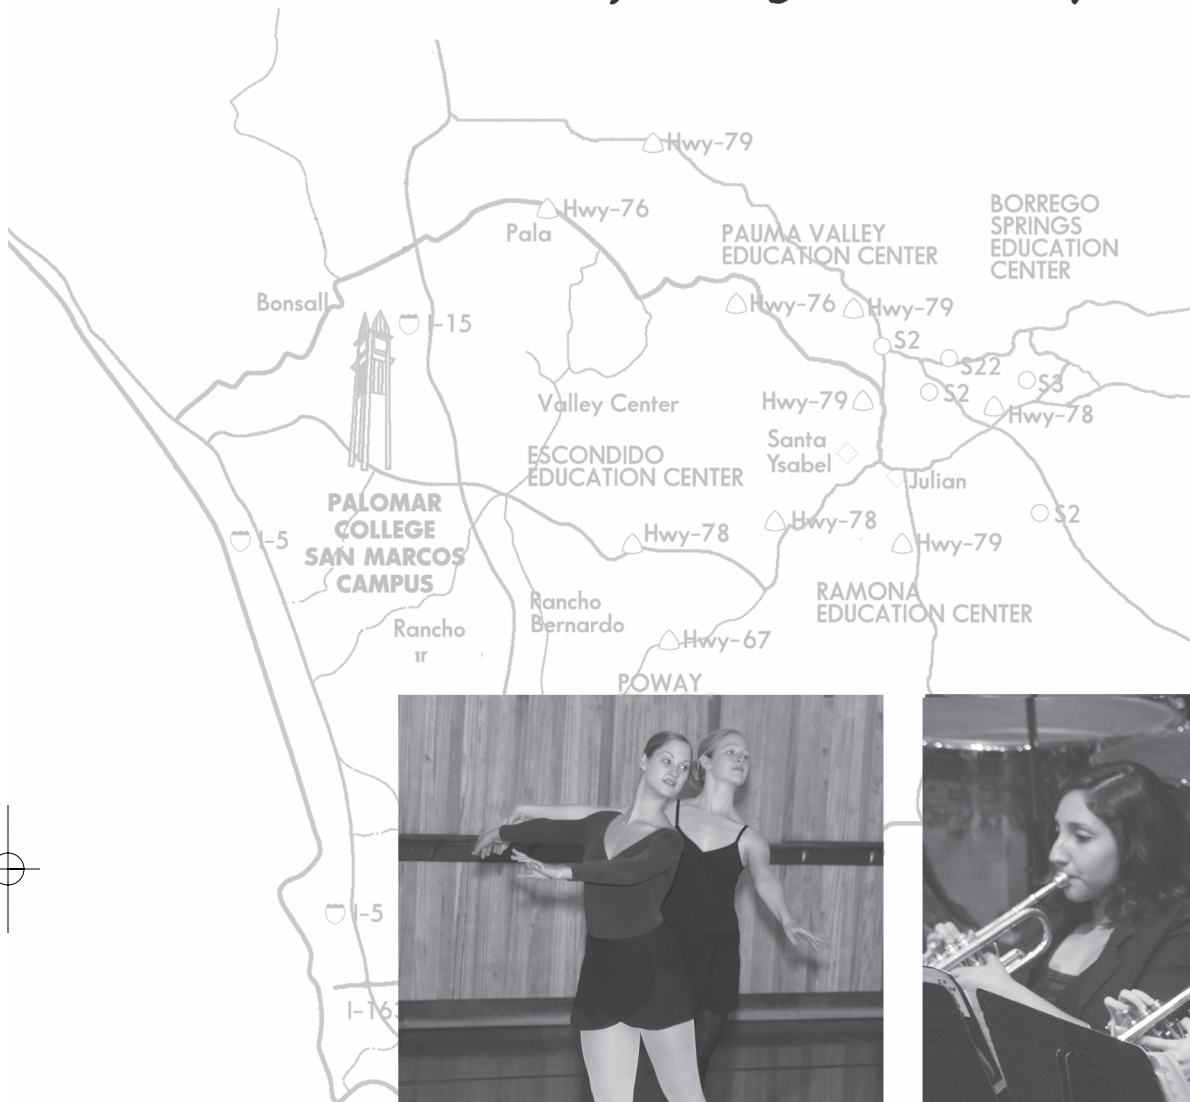 Hwy-79
Hwy-76
Pala
PAUMA VALLEY
EDUCATION CENTER
BORREGO
SPRINGS
EDUCATION
CENTER
Bonsall
I-15
Hwy-76
Hwy-79
S2
S22
S2
S3
Hwy-78
Valley Center
Hwy-79
Santa
Ysabel
Julian
ESCONDIDO
EDUCATION CENTER
PALOMAR
COLLEGE
SAN MARCOS
CAMPUS
I-5
Hwy-78
Hwy-78
S2
Hwy-79
RAMONA
EDUCATION CENTER
Rancho
Bernardo
Rancho
Hwy-67
POWAY
I-5
I-163